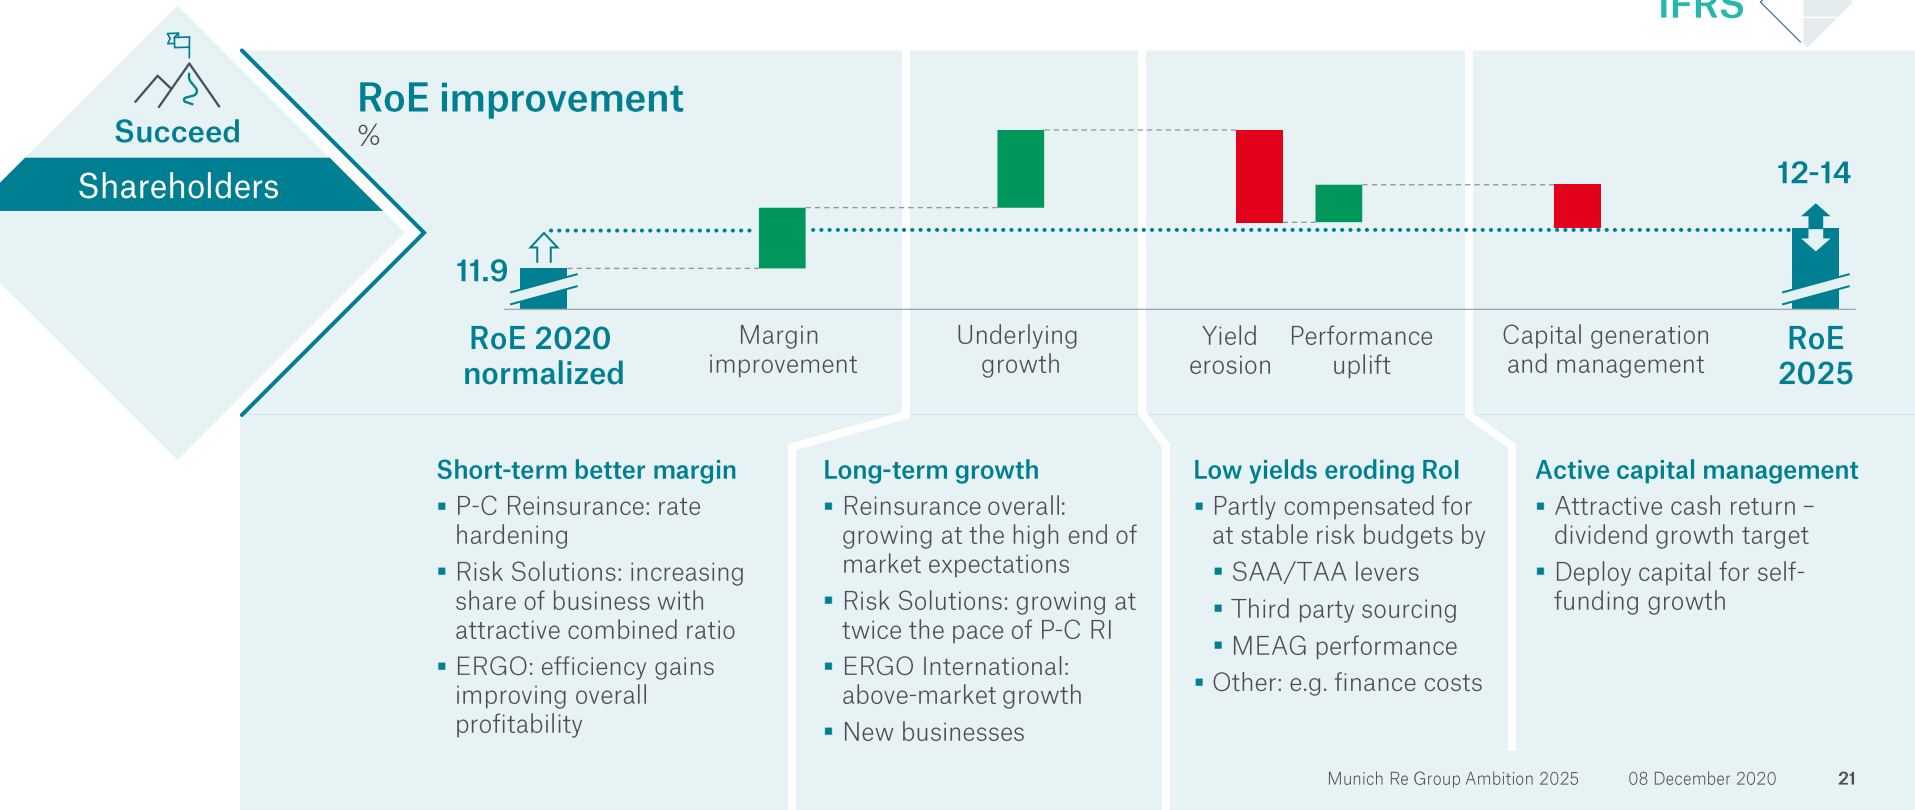 IFRS
Succeed
Shareholders
RoE improvement
%
11.9
12-14
RoE 2020
normalized
Margin
improvement
Underlying
growth
Yield
erosion
Performance
uplift
Capital generation
and management
RoE
2025
Short-term better margin
▪ P-C Reinsurance: rate
hardening
▪ Risk Solutions: increasing
share of business with
attractive combined ratio
▪ ERGO: efficiency gains
improving overall
profitability
Long-term growth
▪ Reinsurance overall:
growing at the high end of
market expectations
▪ Risk Solutions: growing at
twice the pace of P-C RI
▪ ERGO International:
above-market growth
▪ New businesses
Low yields eroding RoI
▪ Partly compensated for
at stable risk budgets by
▪ SAA/TAA levers
▪ Third party sourcing
▪ MEAG performance
▪ Other: e.g. finance costs
Active capital management
▪ Attractive cash return –
dividend growth target
▪ Deploy capital for self-
funding growth
Munich Re Group Ambition 2025 08 December 2020 21